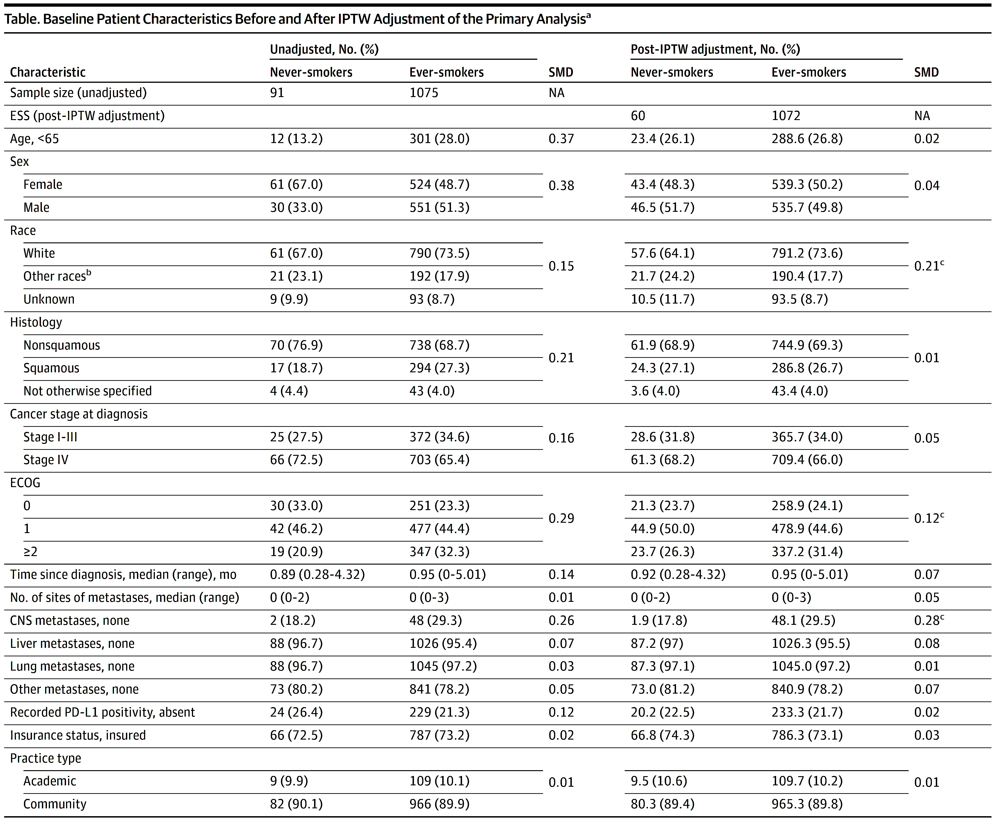 Table. Baseline Patient Characteristics Before and After IPTW Adjustment of the Primary Analysisᵃ
Unadjusted, No. (%) Post-IPTW adjustment, No. (%)
Characteristic Never-smokers Ever-smokers SMD Never-smokers Ever-smokers SMD
Sample size (unadjusted) 91 1075 NA
ESS (post-IPTW adjustment) 60 1072 NA
Age, <65 12 (13.2) 301 (28.0) 0.37 23.4 (26.1) 288.6 (26.8) 0.02
Sex
Female 61 (67.0) 524 (48.7) 0.38 43.4 (48.3) 539.3 (50.2) 0.04
Male 30 (33.0) 551 (51.3) 46.5 (51.7) 535.7 (49.8)
Race
White 61 (67.0) 790 (73.5) 57.6 (64.1) 791.2 (73.6)
0.15 0.21ᶜ
Other racesᵇ 21 (23.1) 192 (17.9) 21.7 (24.2) 190.4 (17.7)
Unknown 9 (9.9) 93 (8.7) 10.5 (11.7) 93.5 (8.7)
Histology
Nonsquamous 70 (76.9) 738 (68.7) 61.9 (68.9) 744.9 (69.3)
0.21 0.01
Squamous 17 (18.7) 294 (27.3) 24.3 (27.1) 286.8 (26.7)
Not otherwise specified 4 (4.4) 43 (4.0) 3.6 (4.0) 43.4 (4.0)
Cancer stage at diagnosis
Stage I-III 25 (27.5) 372 (34.6) 0.16 28.6 (31.8) 365.7 (34.0) 0.05
Stage IV 66 (72.5) 703 (65.4) 61.3 (68.2) 709.4 (66.0)
ECOG
0 30 (33.0) 251 (23.3) 21.3 (23.7) 258.9 (24.1)
0.29 0.12ᶜ
1 42 (46.2) 477 (44.4) 44.9 (50.0) 478.9 (44.6)
≥2 19 (20.9) 347 (32.3) 23.7 (26.3) 337.2 (31.4)
Time since diagnosis, median (range), mo 0.89 (0.28-4.32) 0.95 (0-5.01) 0.14 0.92 (0.28-4.32) 0.95 (0-5.01) 0.07
No. of sites of metastases, median (range) 0 (0-2) 0 (0-3) 0.01 0 (0-2) 0 (0-3) 0.05
CNS metastases, none 2 (18.2) 48 (29.3) 0.26 1.9 (17.8) 48.1 (29.5) 0.28ᶜ
Liver metastases, none 88 (96.7) 1026 (95.4) 0.07 87.2 (97) 1026.3 (95.5) 0.08
Lung metastases, none 88 (96.7) 1045 (97.2) 0.03 87.3 (97.1) 1045.0 (97.2) 0.01
Other metastases, none 73 (80.2) 841 (78.2) 0.05 73.0 (81.2) 840.9 (78.2) 0.07
Recorded PD-L1 positivity, absent 24 (26.4) 229 (21.3) 0.12 20.2 (22.5) 233.3 (21.7) 0.02
Insurance status, insured 66 (72.5) 787 (73.2) 0.02 66.8 (74.3) 786.3 (73.1) 0.03
Practice type
Academic 9 (9.9) 109 (10.1) 0.01 9.5 (10.6) 109.7 (10.2) 0.01
Community 82 (90.1) 966 (89.9) 80.3 (89.4) 965.3 (89.8)